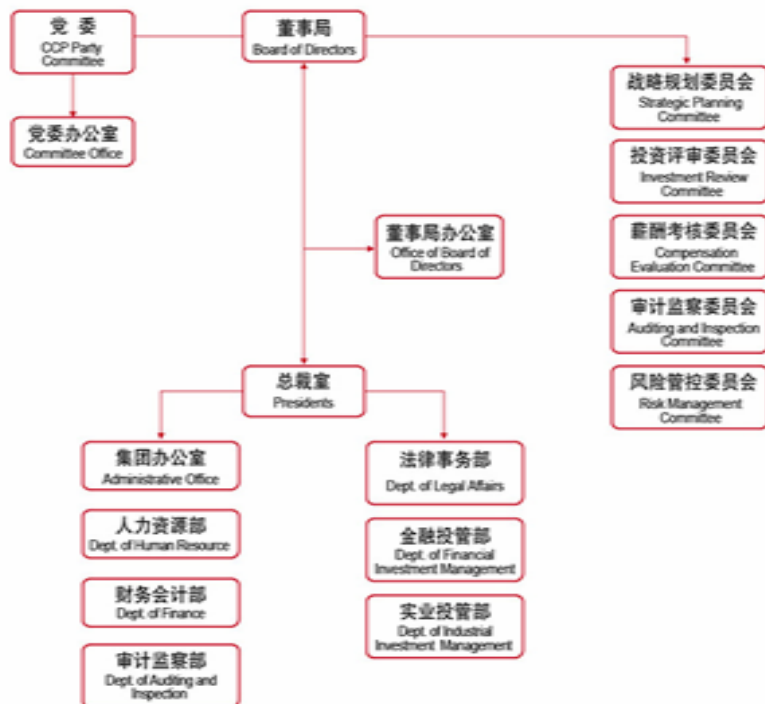 党 委
CCP Party
Committee
董事局
Board of Directors
党委办公室
Committee Office
战略规划委员会
Strategic Planning
Committee
投资评审委员会
Investment Review
Committee
薪酬考核委员会
Compensation
Evaluation Committee
审计监察委员会
Auditing and Inspection
Committee
风险管控委员会
Risk Management
Committee
董事局办公室
Office of Board of
Directors
总裁室
Presidents
集团办公室
Administrative Office
人力资源部
Dept. of Human Resource
财务会计部
Dept. of Finance
审计监察部
Dept. of Auditing and
Inspection
法律事务部
Dept. of Legal Affairs
金融投管部
Dept. of Financial
Investment Management
实业投管部
Dept. of Industrial
Investment Management